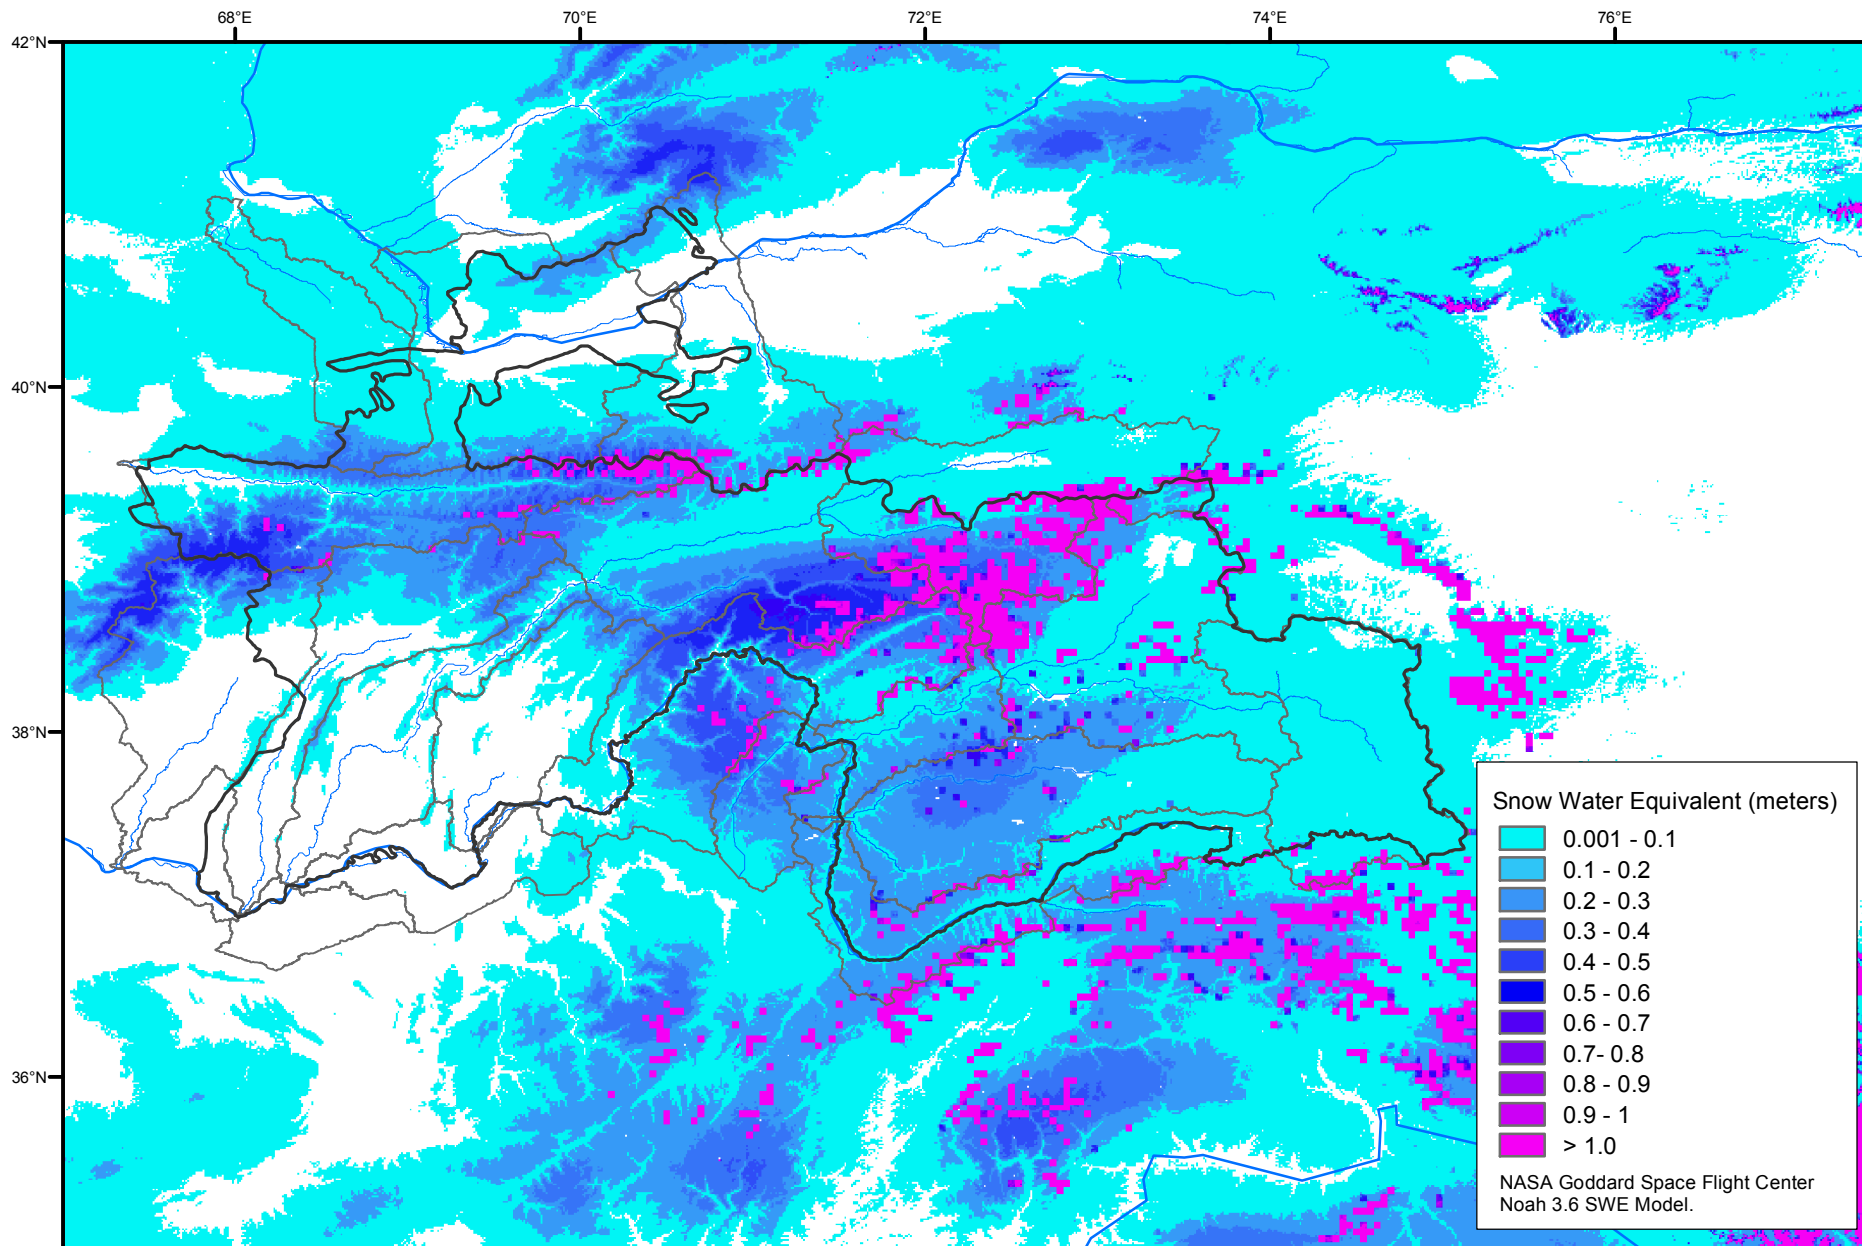 68°E 70°E 72°E 74°E 76°E
42°N
40°N
38°N
36°N
Snow Water Equivalent (meters)
0.001 - 0.1
0.1 - 0.2
0.2 - 0.3
0.3 - 0.4
0.4 - 0.5
0.5 - 0.6
0.6 - 0.7
0.7- 0.8
0.8 - 0.9
0.9 - 1
> 1.0
NASA Goddard Space Flight Center
Noah 3.6 SWE Model.